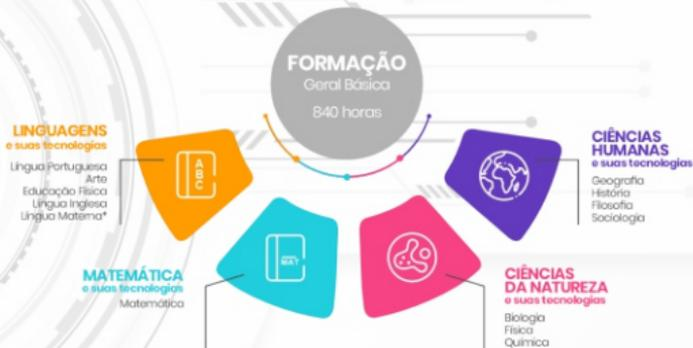 FORMAÇÃO
Geral Básica
840 horas
LINGUAGENS
e suas tecnologias
Língua Portuguesa
Arte
Educação Física
Língua Inglesa
Língua Materna*
MATEMÁTICA
e suas tecnologias
Matemática
CIÊNCIAS
DA NATUREZA
e suas tecnologias
Biologia
Física
Química
CIÊNCIAS
HUMANAS
e suas tecnologias
Geografia
História
Filosofia
Sociologia
A
B
C
MAT